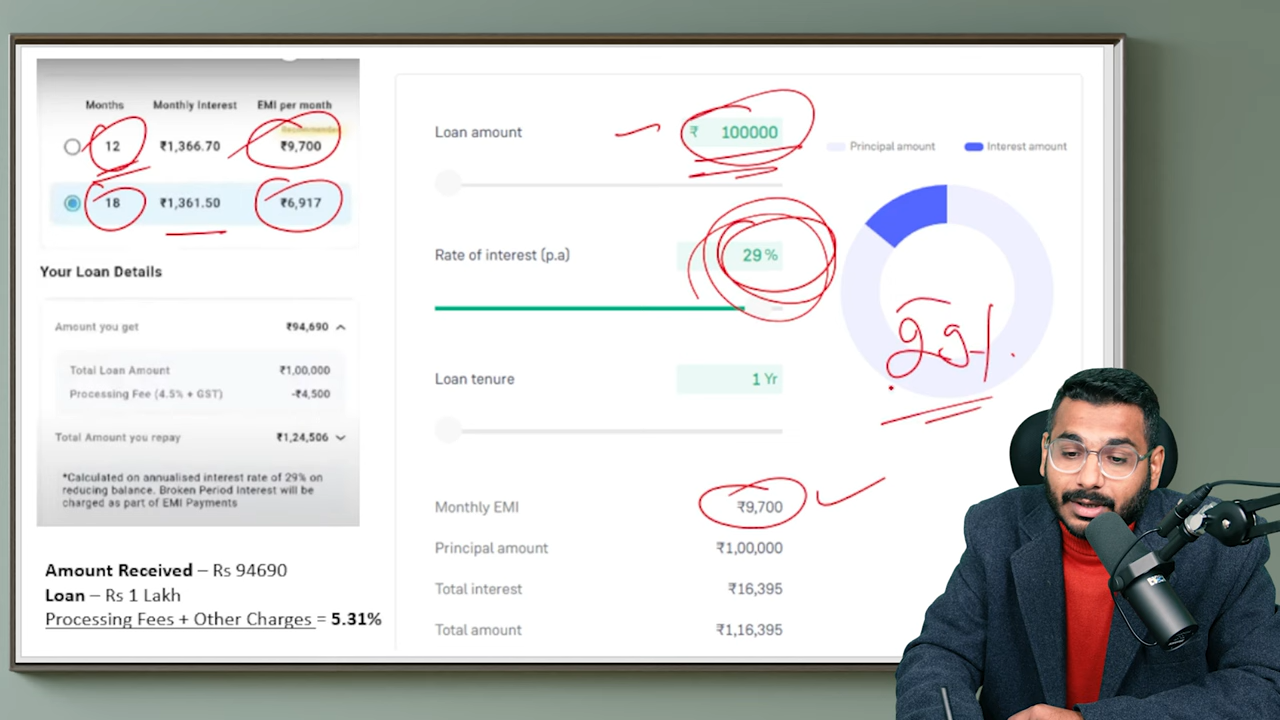 Months Monthly Interest EMI per month
Recommended
12 ₹1,366.70 ₹9,700
18 ₹1,361.50 ₹6,917
Your Loan Details
Amount you get ₹94,690
Total Loan Amount ₹1,00,000
Processing Fee (4.5% + GST) -₹4,500
Total Amount you repay ₹1,24,506
*Calculated on annualised interest rate of 29% on
reducing balance. Broken Period Interest will be
charged as part of EMI Payments
Amount Received – Rs 94690
Loan – Rs 1 Lakh
Processing Fees + Other Charges = 5.31%
Loan amount ₹ 100000
Rate of interest (p.a) 29 %
Loan tenure 1 Yr
Monthly EMI ₹9,700
Principal amount ₹1,00,000
Total interest ₹16,395
Total amount ₹1,16,395
Principal amount Interest amount
29%.